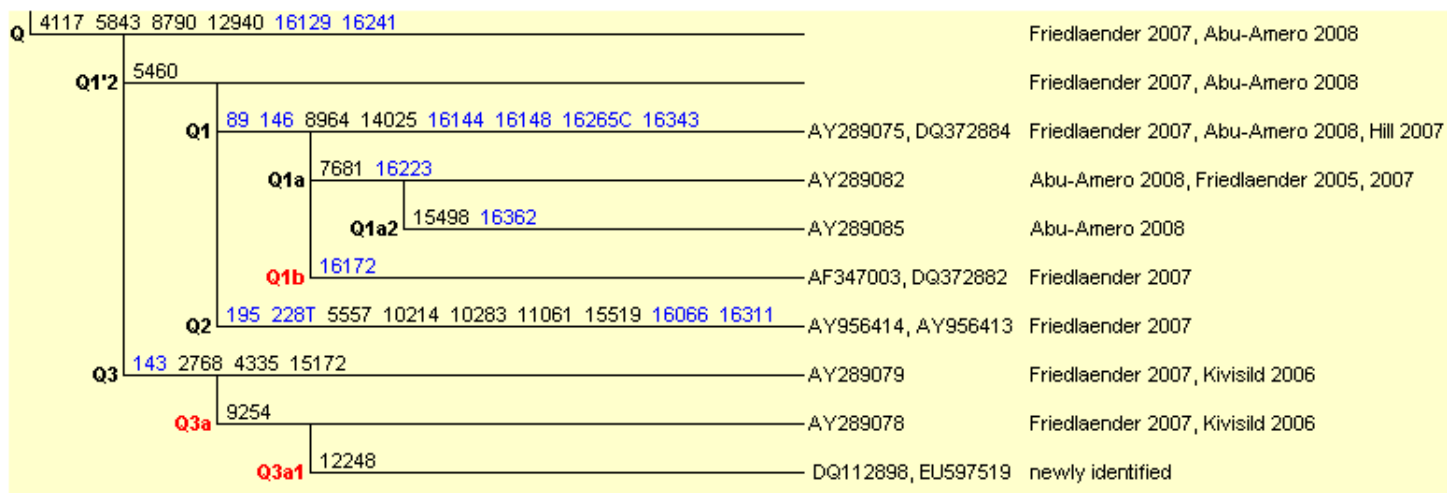 4117 5843 8790 12940 16129 16241
Q Friedlaender 2007, Abu-Amero 2008
5460
Q1'2 Friedlaender 2007, Abu-Amero 2008
89 146 8964 14025 16144 16148 16265C 16343
Q1 AY289075, DQ372884 Friedlaender 2007, Abu-Amero 2008, Hill 2007
7681 16223
Q1a AY289082 Abu-Amero 2008, Friedlaender 2005, 2007
15498 16362
Q1a2 AY289085 Abu-Amero 2008
16172
Q1b AF347003, DQ372882 Friedlaender 2007
195 228T 5557 10214 10283 11061 15519 16066 16311
Q2 AY956414, AY956413 Friedlaender 2007
143 2768 4335 15172
Q3 AY289079 Friedlaender 2007, Kivisild 2006
9254
Q3a AY289078 Friedlaender 2007, Kivisild 2006
12248
Q3a1 DQ112898, EU597519 newly identified